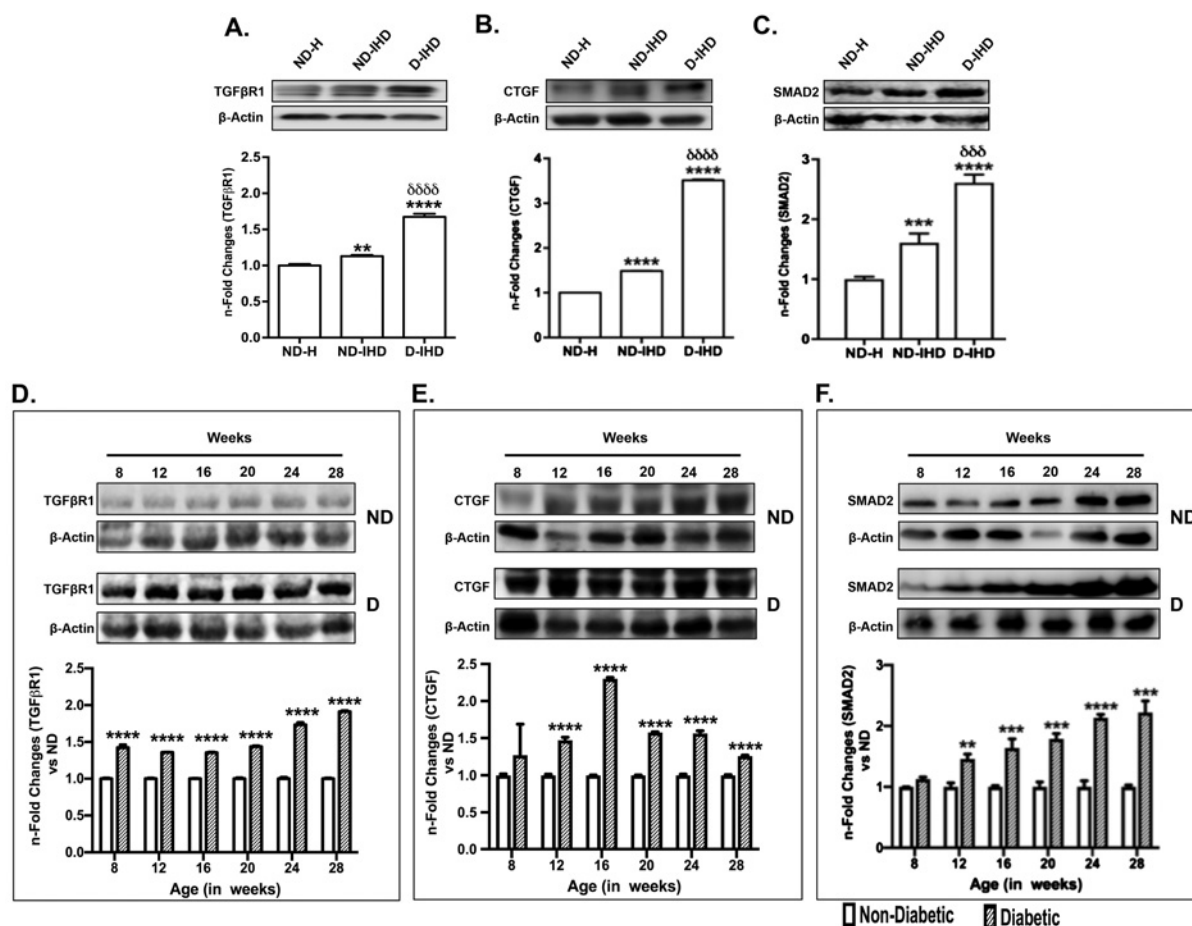 A.
ND-H
ND-IHD
D-IHD
TGFβR1
β-Actin
n-Fold Changes (TGFβR1)
2.5
2.0
1.5
1.0
0.5
0.0
**
δδδδ
****
ND-H ND-IHD D-IHD
B.
ND-H
ND-IHD
D-IHD
CTGF
β-Actin
n-Fold Changes (CTGF)
4
3
2
1
0
****
δδδδ
****
ND-H ND-IHD D-IHD
C.
ND-H
ND-IHD
D-IHD
SMAD2
β-Actin
n-Fold Changes (SMAD2)
3
2
1
0
***
δδδ
****
ND-H ND-IHD D-IHD
D.
Weeks
8 12 16 20 24 28
TGFβR1
β-Actin
ND
TGFβR1
β-Actin
D
n-Fold Changes (TGFβR1)
vs ND
2.5
2.0
1.5
1.0
0.5
0.0
**** **** **** **** **** ****
8 12 16 20 24 28
Age (in weeks)
E.
Weeks
8 12 16 20 24 28
CTGF
β-Actin
ND
CTGF
β-Actin
D
n-Fold Changes (CTGF)
vs ND
2.5
2.0
1.5
1.0
0.5
0.0
**** **** **** **** ****
8 12 16 20 24 28
Age (in weeks)
F.
Weeks
8 12 16 20 24 28
SMAD2
β-Actin
ND
SMAD2
β-Actin
D
n-Fold Changes (SMAD2)
vs ND
3
2
1
0
** *** *** **** ***
8 12 16 20 24 28
Age (in weeks)
Non-Diabetic Diabetic